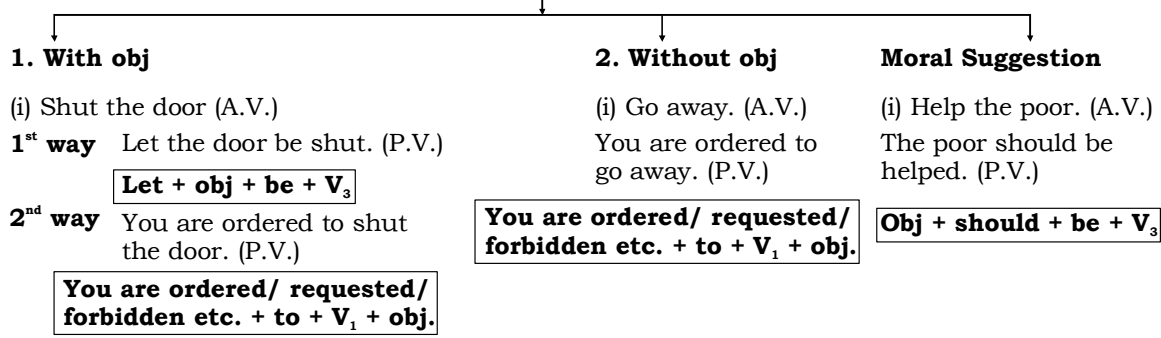 1. With obj
(i) Shut the door (A.V.)
1st way Let the door be shut. (P.V.)
Let + obj + be + V₃
2nd way You are ordered to shut
the door. (P.V.)
You are ordered/ requested/
forbidden etc. + to + V₁ + obj.
2. Without obj
(i) Go away. (A.V.)
You are ordered to
go away. (P.V.)
You are ordered/ requested/
forbidden etc. + to + V₁ + obj.
Moral Suggestion
(i) Help the poor. (A.V.)
The poor should be
helped. (P.V.)
Obj + should + be + V₃